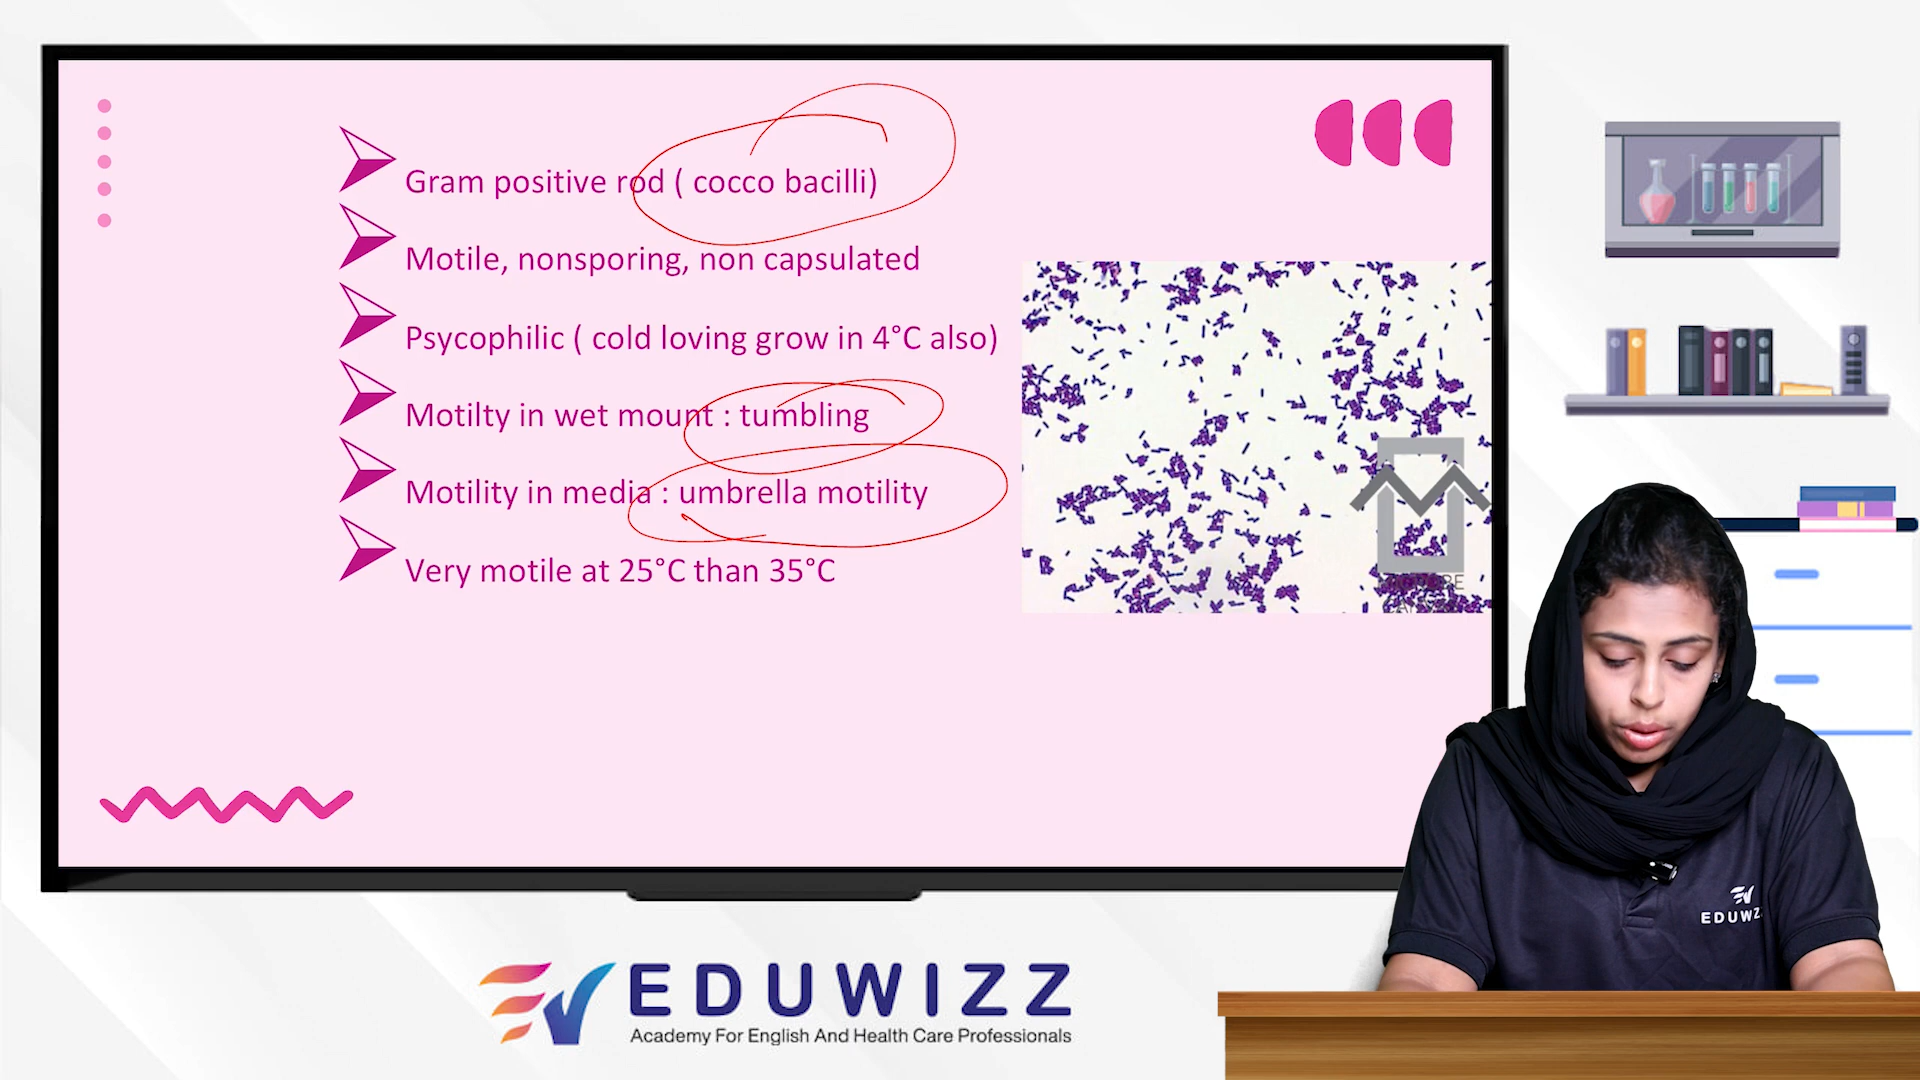 Gram positive rod ( cocco bacilli)
Motile, nonsporing, non capsulated
Psycophilic ( cold loving grow in 4°C also)
Motilty in wet mount : tumbling
Motility in media : umbrella motility
Very motile at 25°C than 35°C
EDUWIZZ
Academy For English And Health Care Professionals
EDUWZ